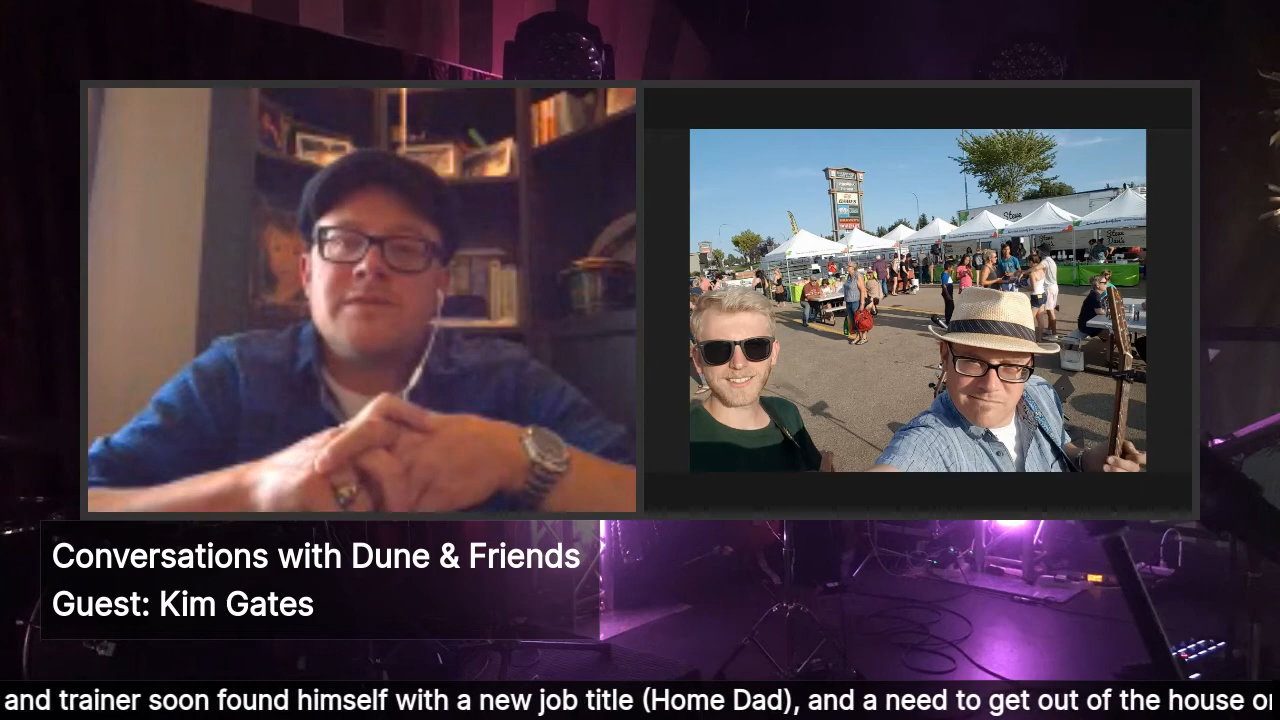 Steve
Conversations with Dune & Friends
Guest: Kim Gates
and trainer soon found himself with a new job title (Home Dad), and a need to get out of the house or